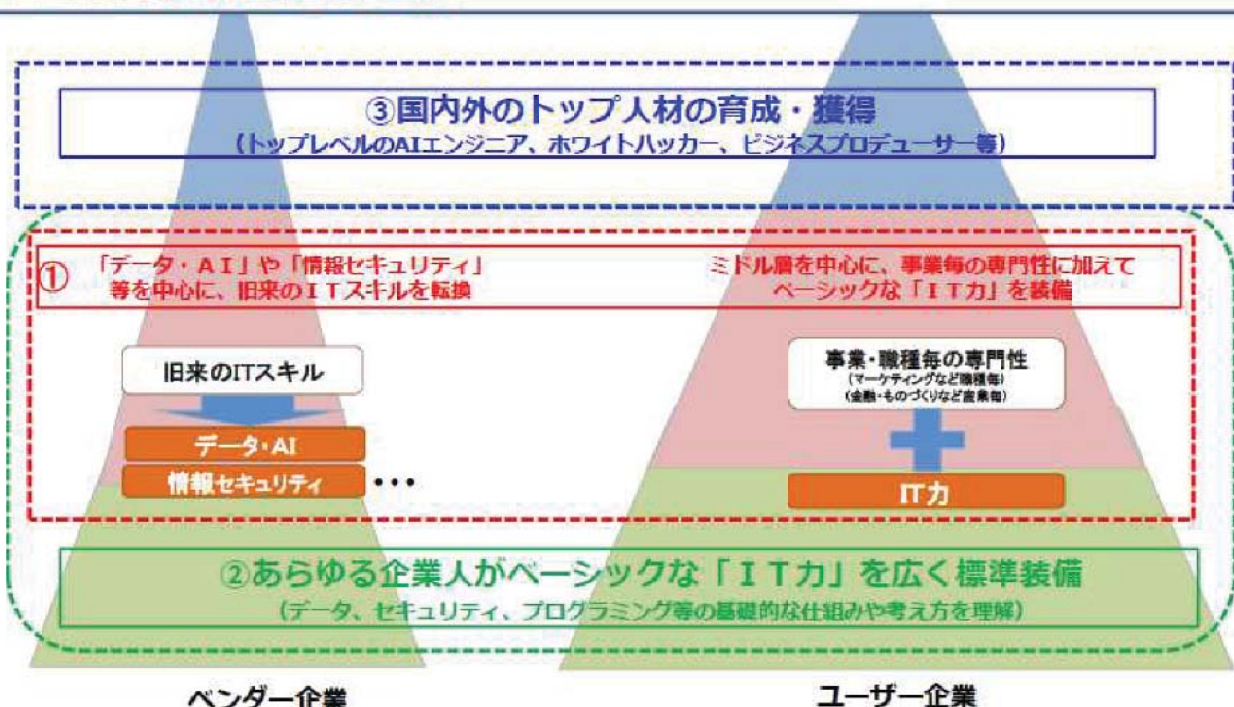 ③国内外のトップ人材の育成・獲得
(トップレベルのAIエンジニア、ホワイトハッカー、ビジネスプロデューサー等)
①
「データ・ＡＩ」や「情報セキュリティ」
等を中心に、旧来のＩＴスキルを転換
ミドル層を中心に、事業毎の専門性に加えて
ベーシックな「ＩＴ力」を装備
旧来のITスキル
データ・AI
情報セキュリティ
•••
事業・職種毎の専門性
(マーケティングなど職種毎)
(金融・ものづくりなど産業毎)
IT力
②あらゆる企業人がベーシックな「ＩＴ力」を広く標準装備
(データ、セキュリティ、プログラミング等の基礎的な仕組みや考え方を理解)
ベンダー企業
ユーザー企業